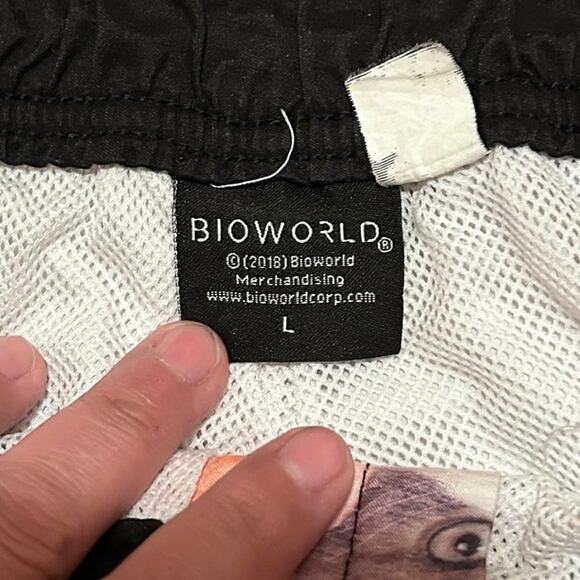 BIOWORLD®
©(2018) Bioworld
Merchandising
www.bioworldcorp.com
L